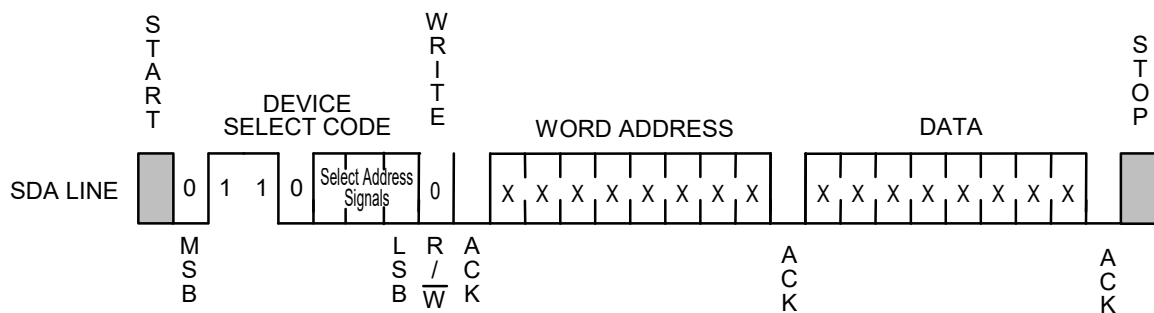 START
WRITE
STOP
DEVICE
SELECT CODE
WORD ADDRESS
DATA
SDA LINE
0 1 1 0 Select Address
Signals
0
X X X X X X X X
X X X X X X X X
MSB
LSB
R/W
ACK
ACK
ACK